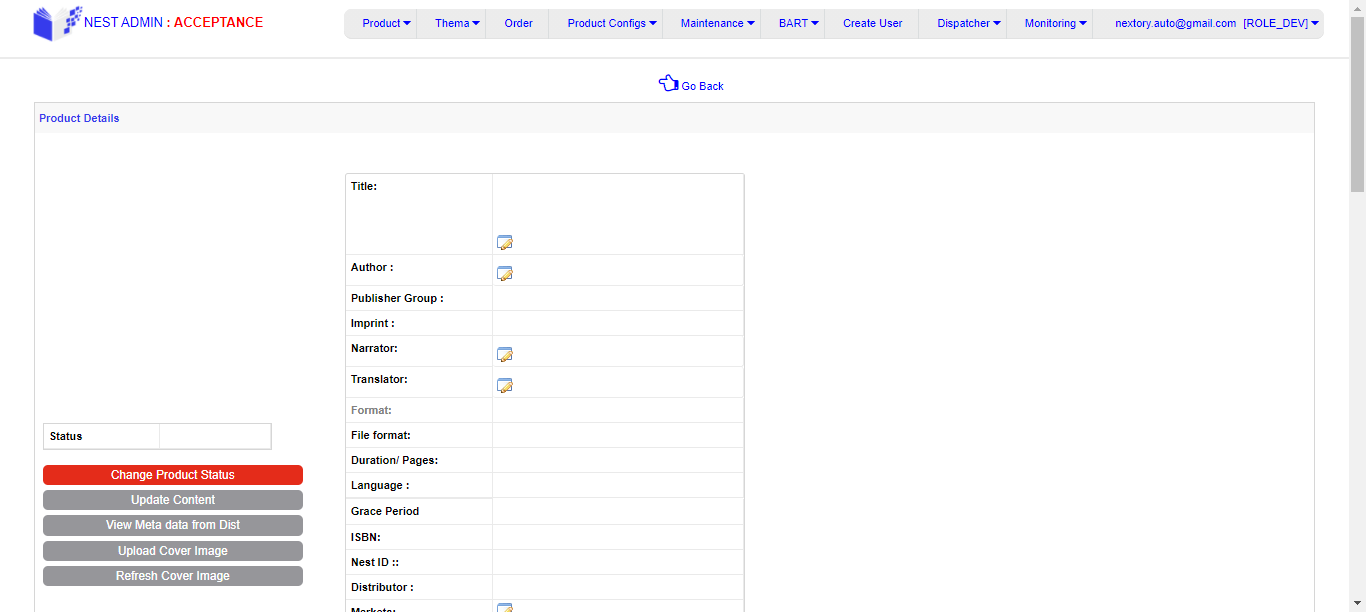 NEST ADMIN : ACCEPTANCE
Product Thema Order Product Configs Maintenance BART Create User Dispatcher Monitoring nextory.auto@gmail.com [ROLE_DEV]
Go Back
Product Details
Title:
Author :
Publisher Group :
Imprint :
Narrator:
Translator:
Format:
File format:
Duration/ Pages:
Language :
Grace Period
ISBN:
Nest ID ::
Distributor :
Markets:
Status
Change Product Status
Update Content
View Meta data from Dist
Upload Cover Image
Refresh Cover Image